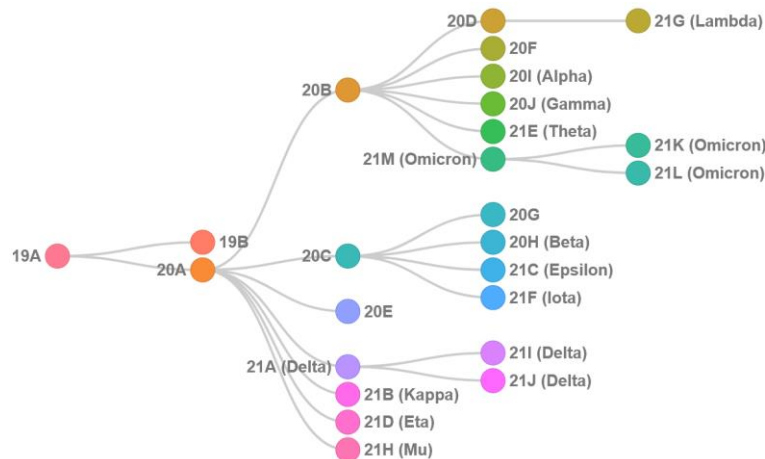 20D
21G (Lambda)
20F
20I (Alpha)
20B
20J (Gamma)
21E (Theta)
21K (Omicron)
21M (Omicron)
21L (Omicron)
20G
19B
20H (Beta)
19A
20C
20A
21C (Epsilon)
21F (Iota)
20E
21I (Delta)
21A (Delta)
21J (Delta)
21B (Kappa)
21D (Eta)
21H (Mu)